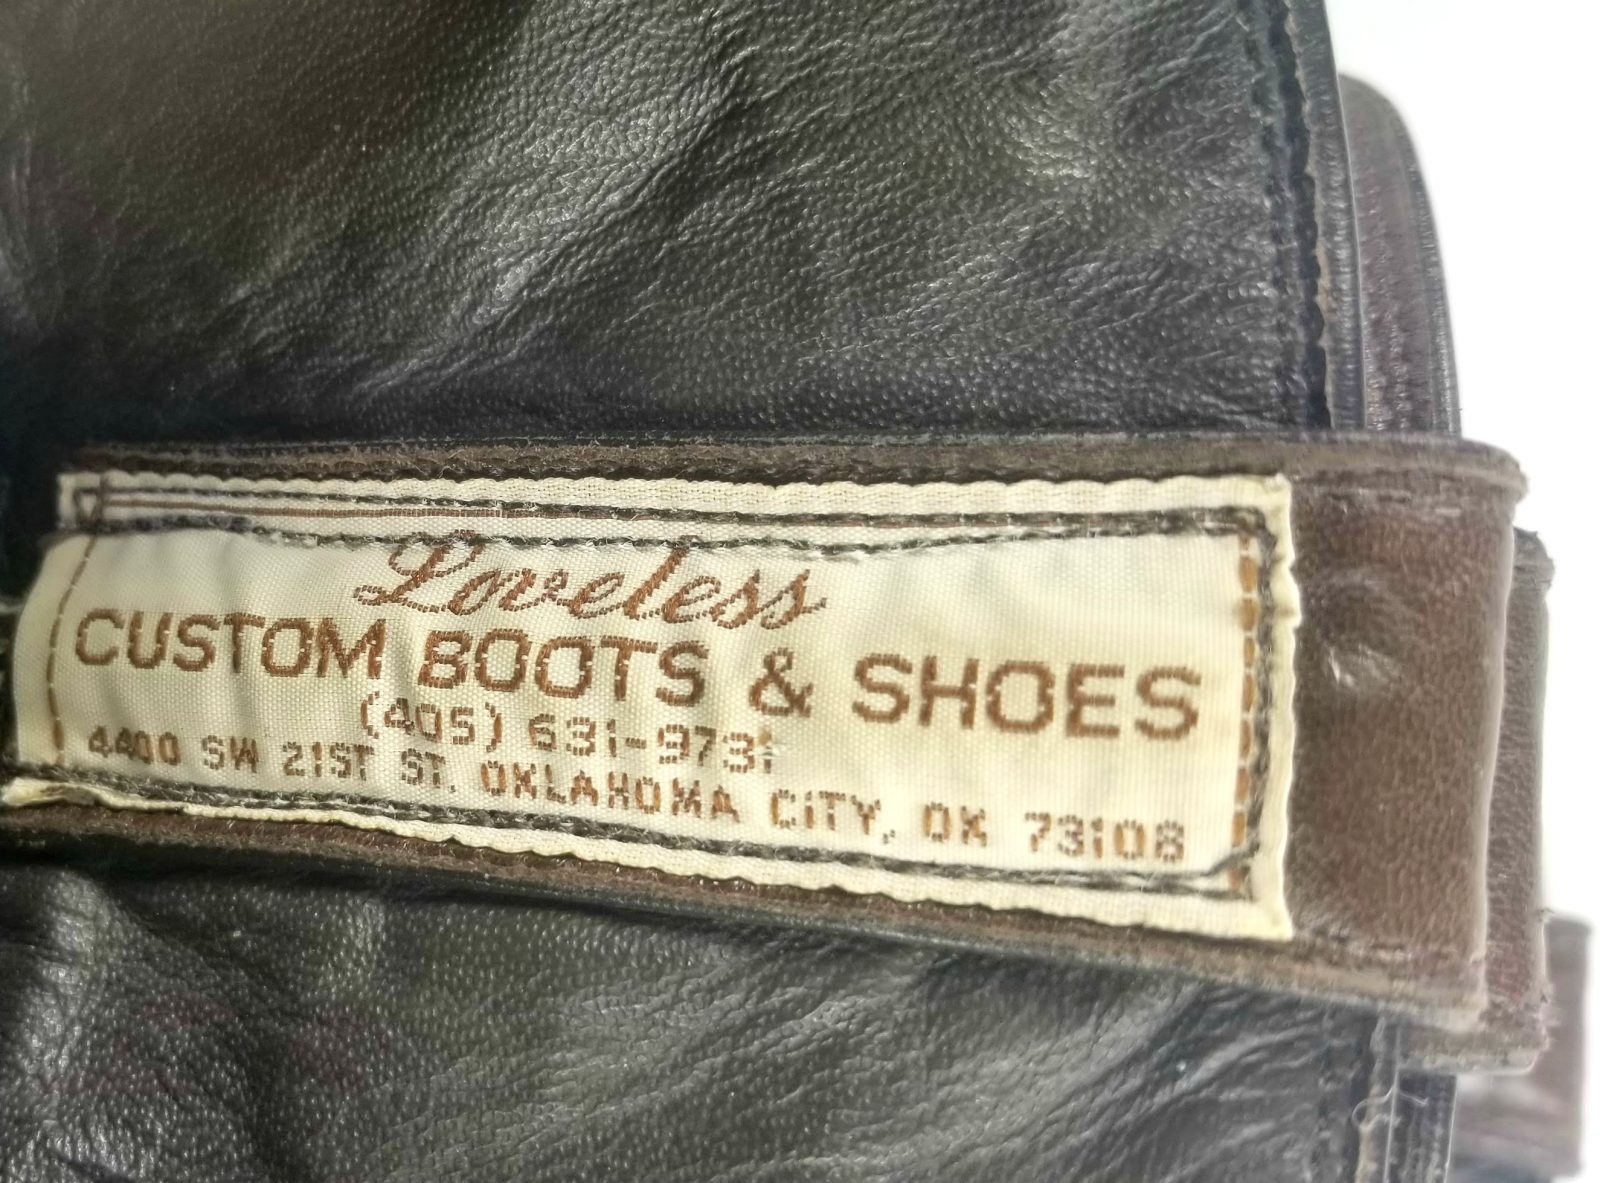 Loveless
CUSTOM BOOTS & SHOES
(405) 631-9731
4400 SW 21ST ST. OKLAHOMA CITY, OK 73108